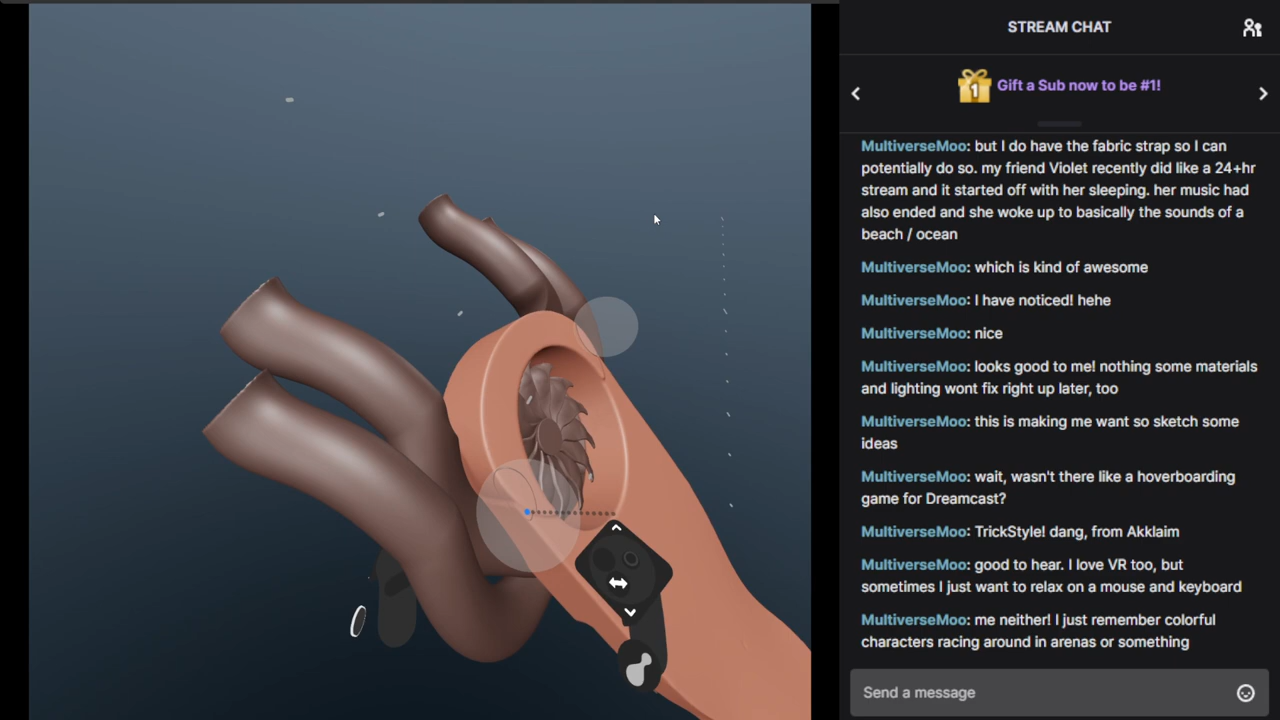 STREAM CHAT
1
Gift a Sub now to be #1!
MultiverseMoo: but I do have the fabric strap so I can
potentially do so. my friend Violet recently did like a 24+hr
stream and it started off with her sleeping. her music had
also ended and she woke up to basically the sounds of a
beach / ocean
MultiverseMoo: which is kind of awesome
MultiverseMoo: I have noticed! hehe
MultiverseMoo: nice
MultiverseMoo: looks good to me! nothing some materials
and lighting wont fix right up later, too
MultiverseMoo: this is making me want so sketch some
ideas
MultiverseMoo: wait, wasn't there like a hoverboarding
game for Dreamcast?
MultiverseMoo: TrickStyle! dang, from Akklaim
MultiverseMoo: good to hear. I love VR too, but
sometimes I just want to relax on a mouse and keyboard
MultiverseMoo: me neither! I just remember colorful
characters racing around in arenas or something
Send a message